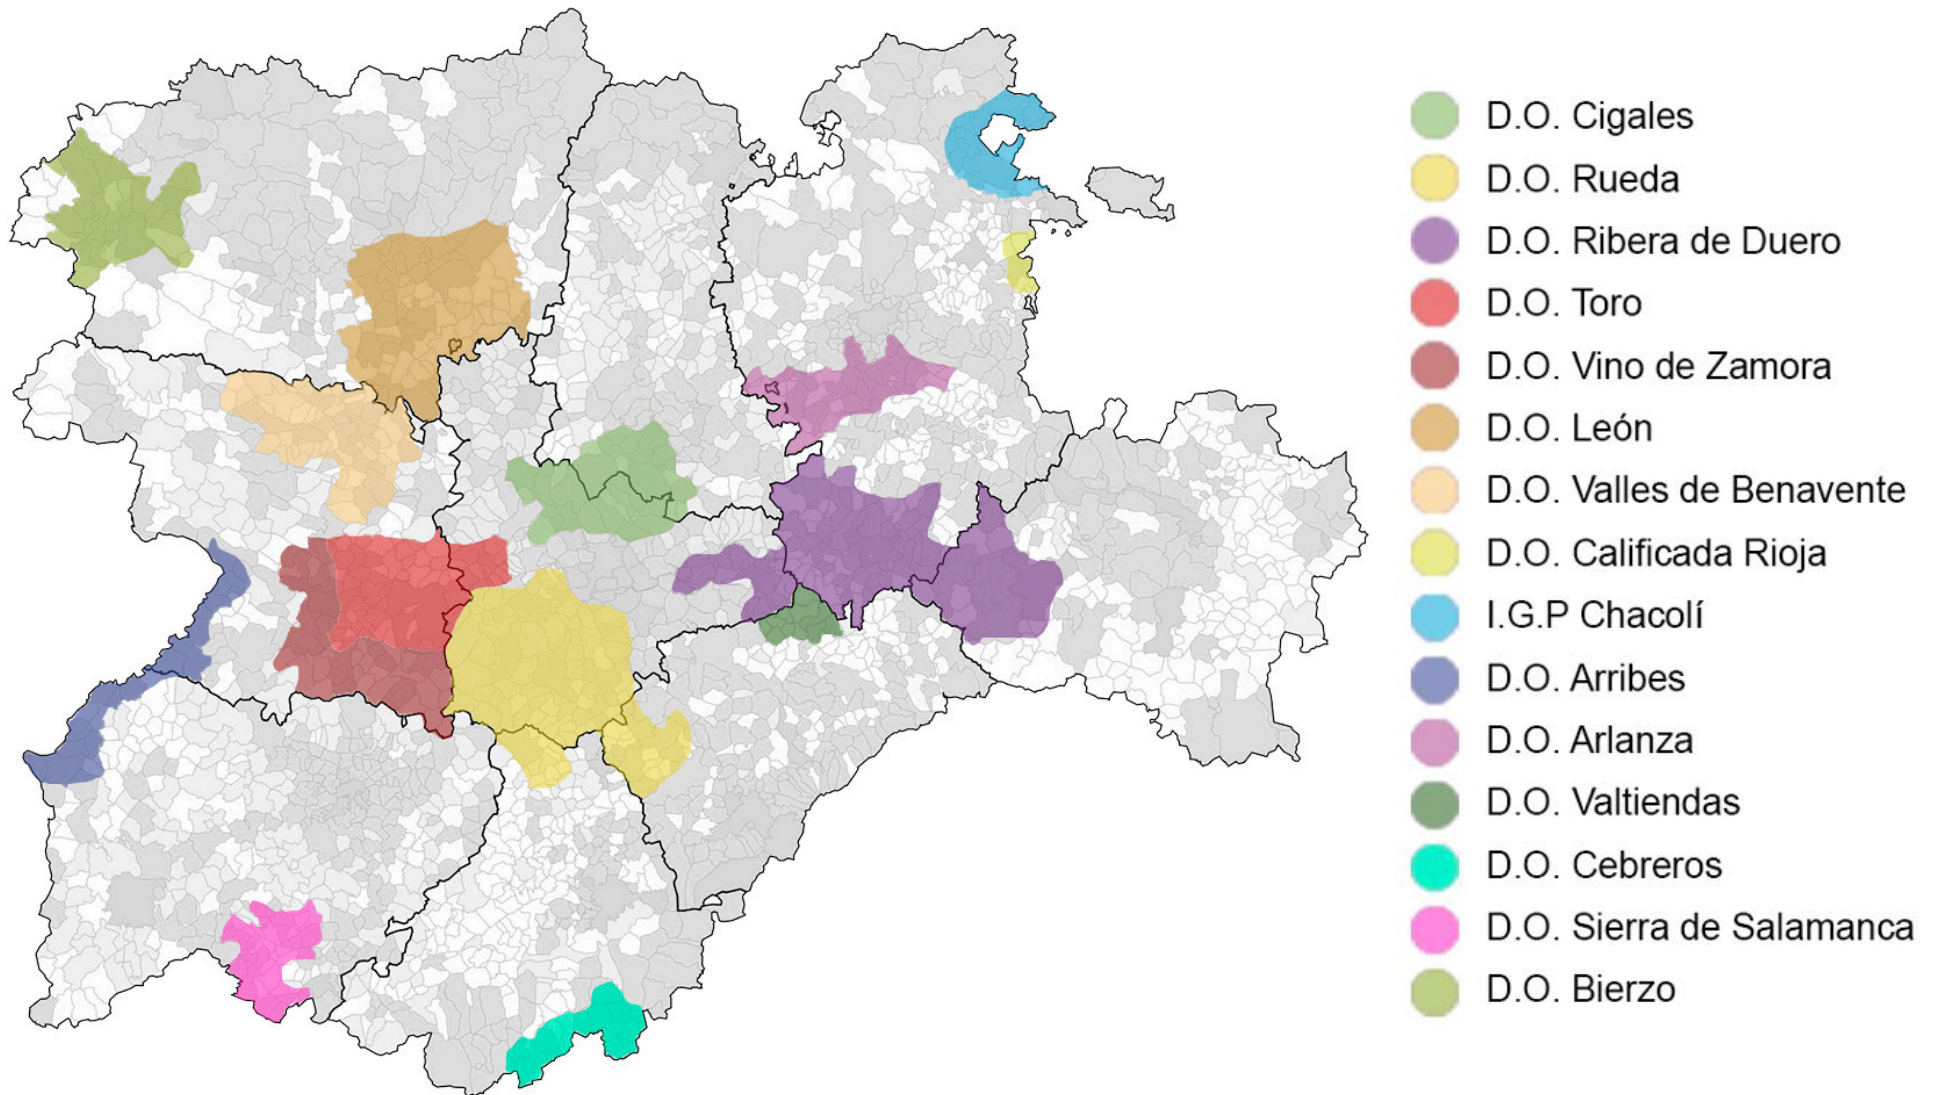 D.O. Cigales
D.O. Rueda
D.O. Ribera de Duero
D.O. Toro
D.O. Vino de Zamora
D.O. León
D.O. Valles de Benavente
D.O. Calificada Rioja
I.G.P Chacolí
D.O. Arribes
D.O. Arlanza
D.O. Valtiendas
D.O. Cebreros
D.O. Sierra de Salamanca
D.O. Bierzo